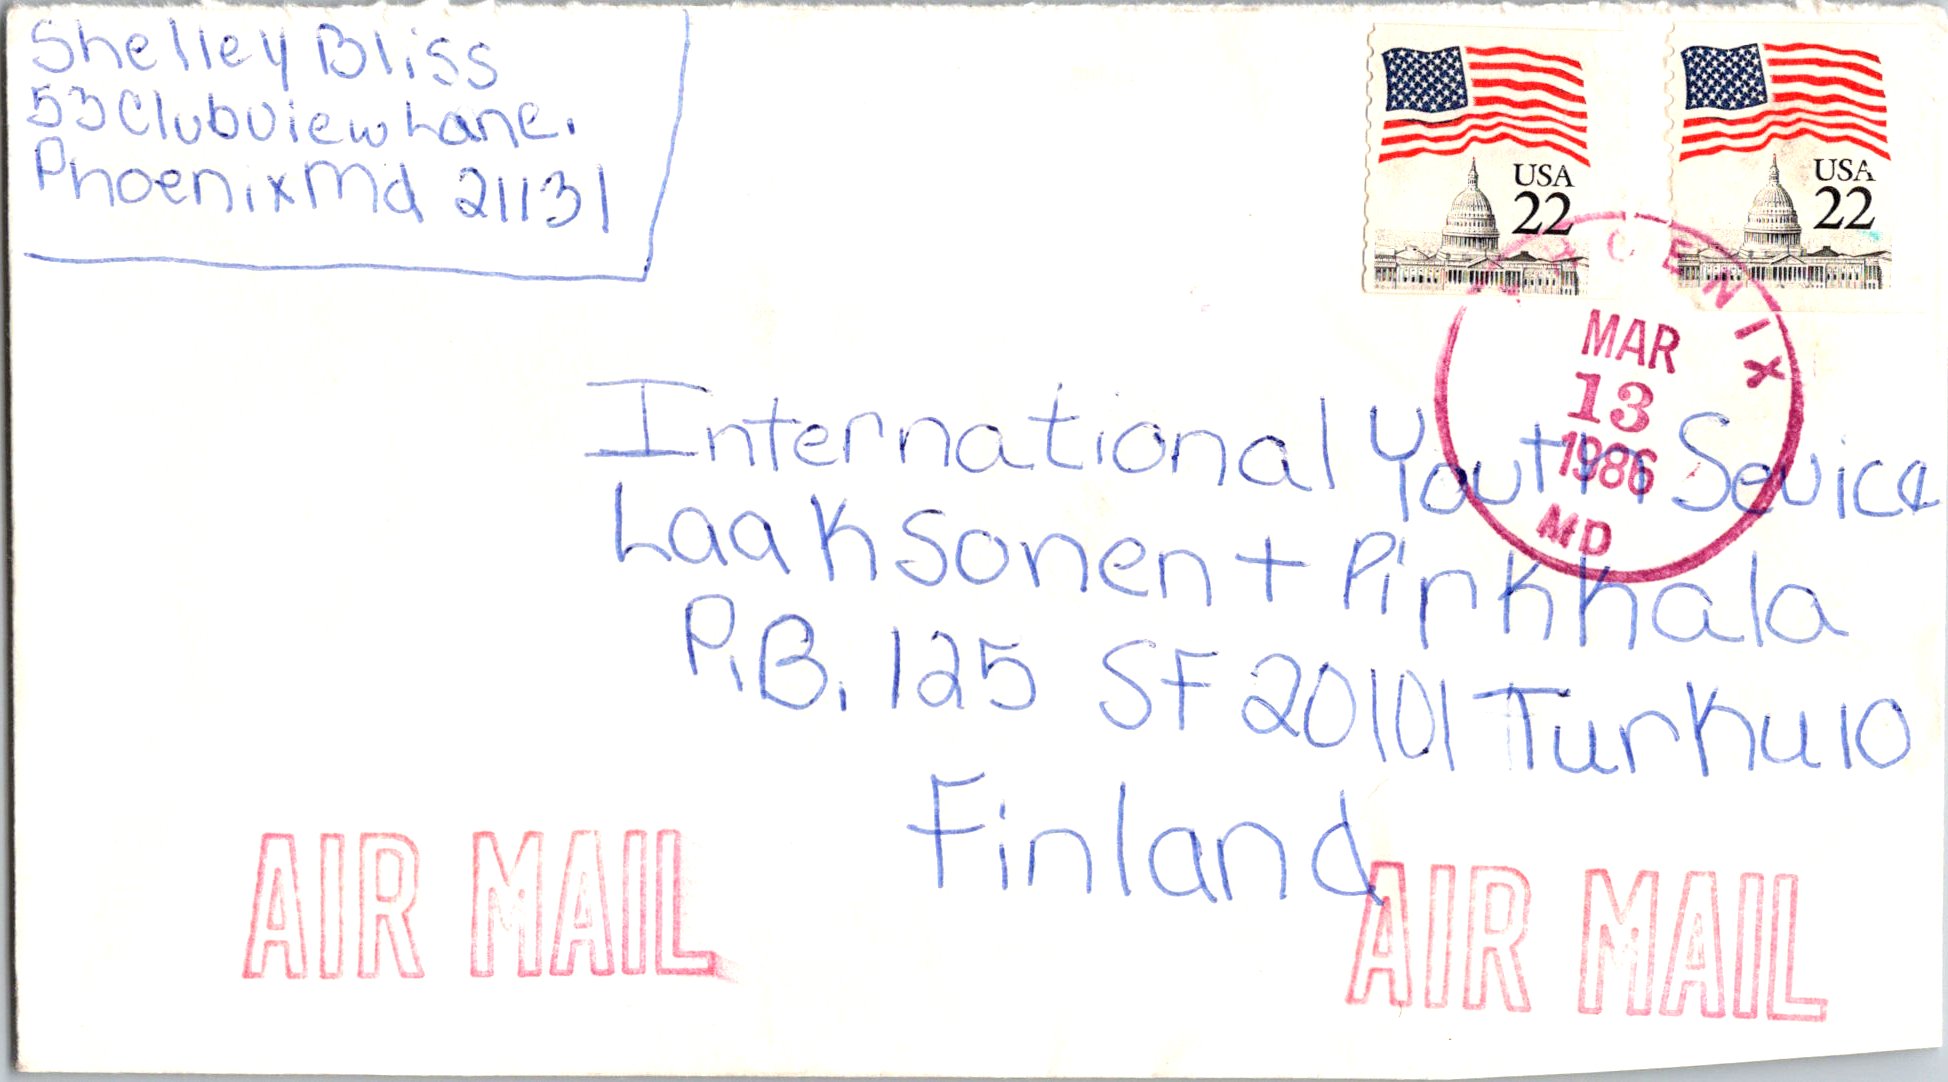 Shelley Bliss
53 Clubview Lane.
Phoenix Md 21131
USA
22
USA
22
PHOENIX
MAR
13
1986
MD
International Youth Sevice
Laaksonen + Pirkkala
P.B. 125 SF 20101 Turku 10
Finland
AIR MAIL
AIR MAIL